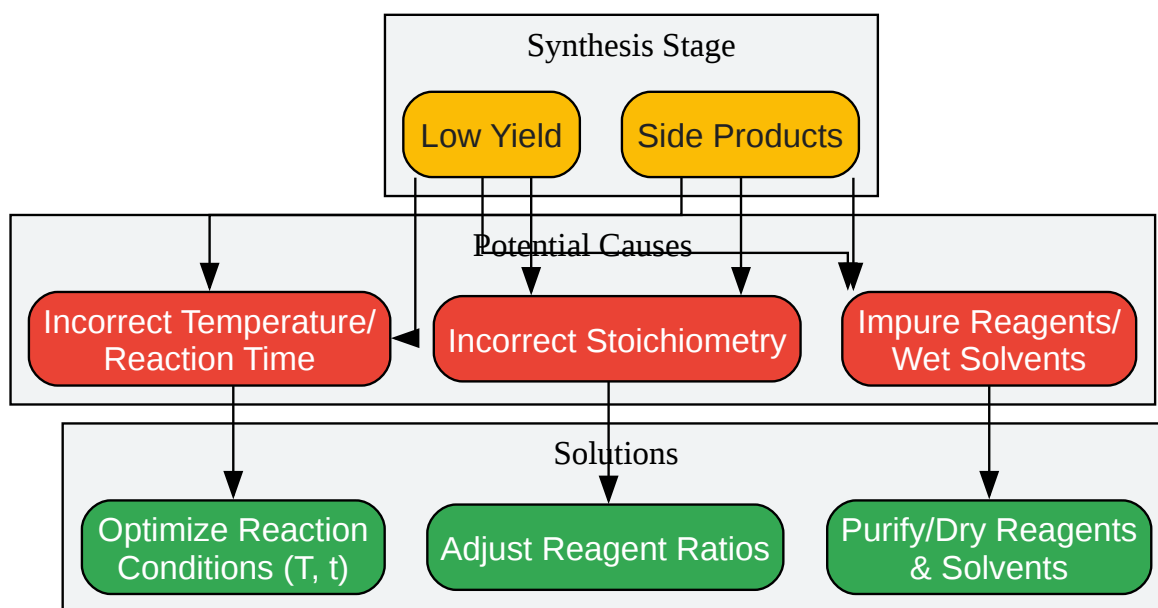 Synthesis Stage
Low Yield
Side Products
Potential Causes
Incorrect Temperature/
Reaction Time
Incorrect Stoichiometry
Impure Reagents/
Wet Solvents
Solutions
Optimize Reaction
Conditions (T, t)
Adjust Reagent Ratios
Purify/Dry Reagents
& Solvents